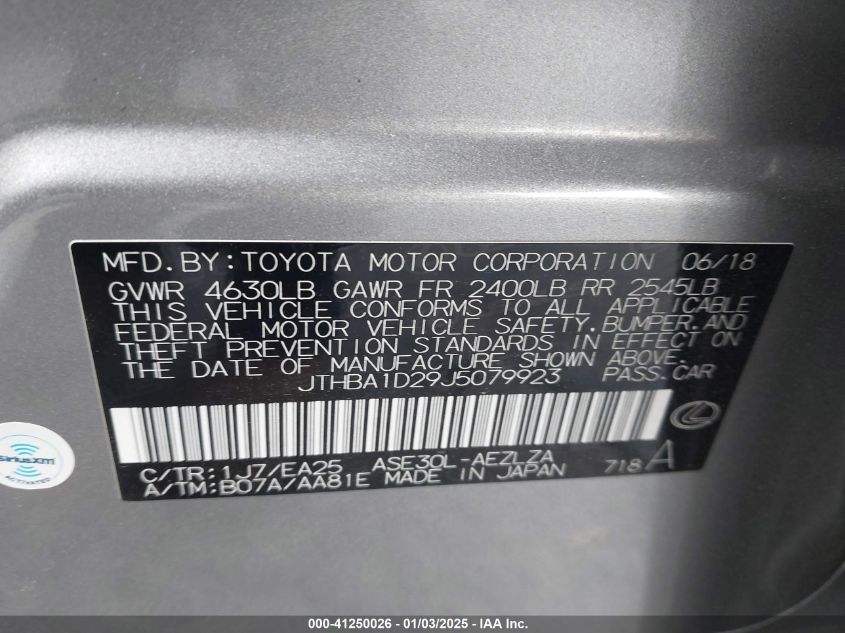 MFD.BY:TOYOTA MOTOR CORPORATION 06/18
GVWR 4630LB GAWR FR 2400LB RR 2545LB
THIS VEHICLE CONFORMS TO ALL APPLICABLE
FEDERAL MOTOR VEHICLE SAFETY,BUMPER,AND
THEFT PREVENTION STANDARDS IN EFFECT ON
THE DATE OF MANUFACTURE SHOWN ABOVE.
JTHBA1D29J5079923 PASS.CAR
C/TR:1J7/EA25 ASE30L-AEZLZA
A/TM:B07A/AA81E MADE IN JAPAN 718 A
siriusxm
ACTIVATED
000-41250026 - 01/03/2025 - © IAA Inc.